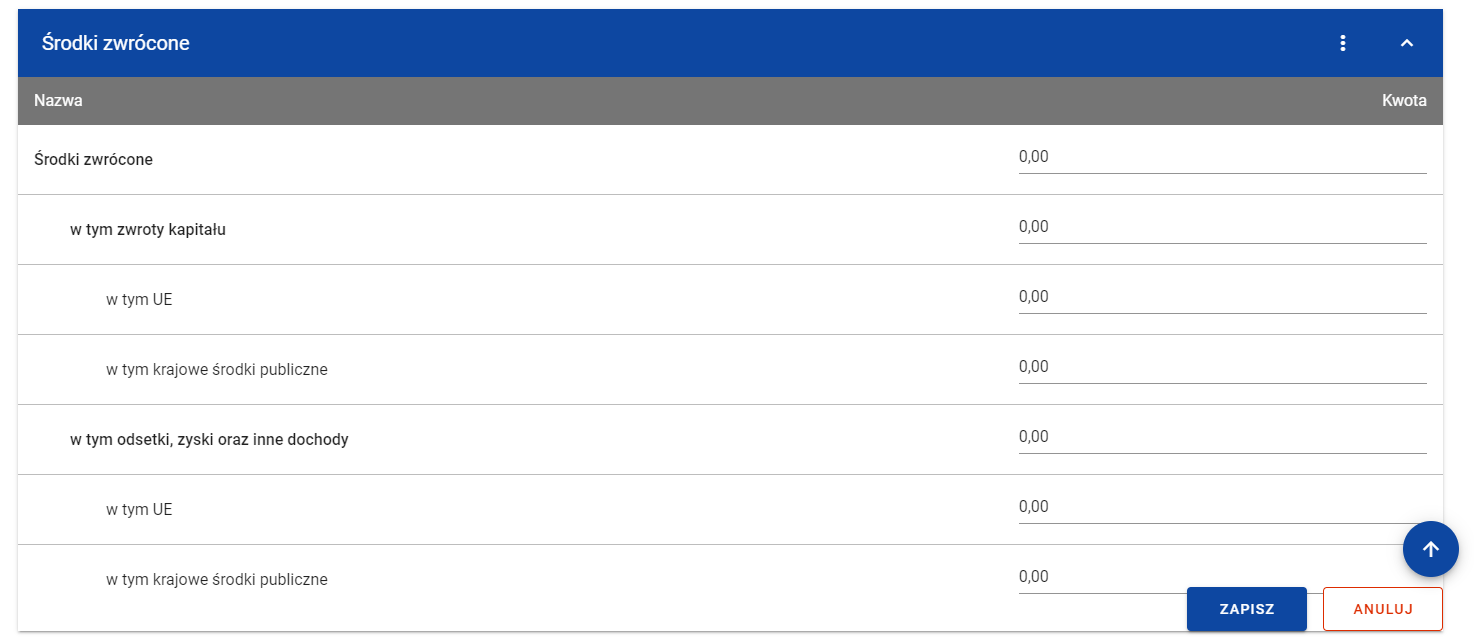 Środki zwrócone
Nazwa Kwota
Środki zwrócone 0,00
w tym zwroty kapitału 0,00
w tym UE 0,00
w tym krajowe środki publiczne 0,00
w tym odsetki, zyski oraz inne dochody 0,00
w tym UE 0,00
w tym krajowe środki publiczne 0,00
ZAPISZ ANULUJ